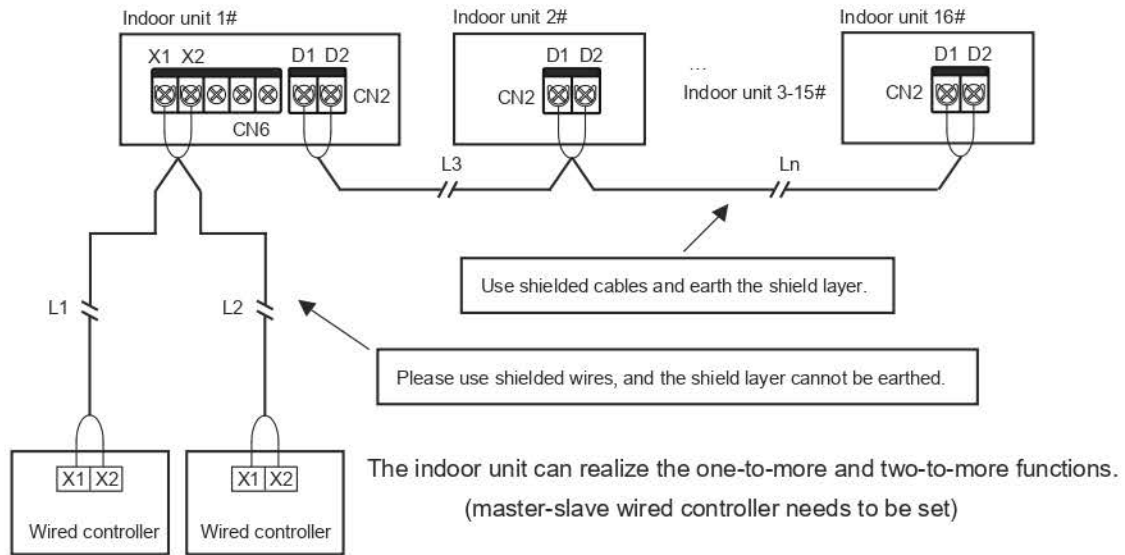 Indoor unit 1#
Indoor unit 2#
Indoor unit 16#
X1 X2
D1 D2
CN2
CN6
D1 D2
CN2
...
Indoor unit 3-15#
D1 D2
CN2
L3
Ln
Use shielded cables and earth the shield layer.
L1
L2
Please use shielded wires, and the shield layer cannot be earthed.
X1 X2
Wired controller
X1 X2
Wired controller
The indoor unit can realize the one-to-more and two-to-more functions.
(master-slave wired controller needs to be set)